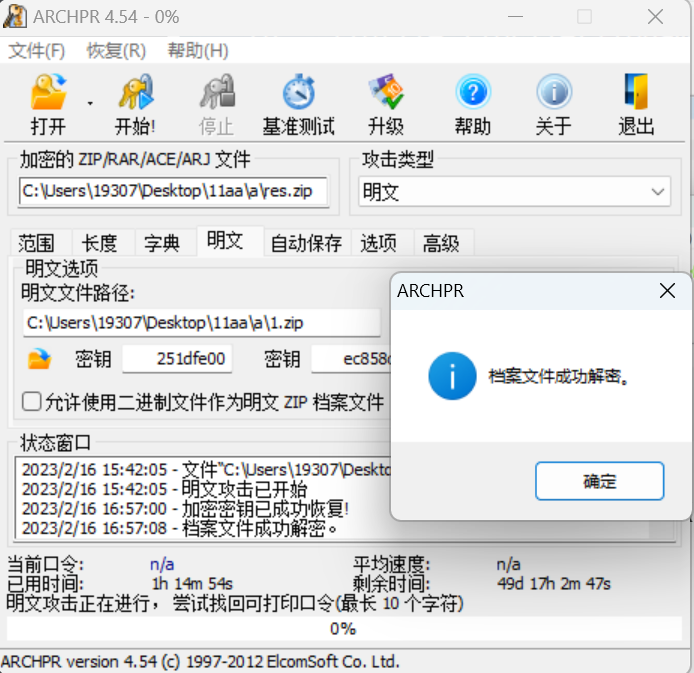 ARCHPR 4.54 - 0%
文件(F) 恢复(R) 帮助(H)
打开 开始! 停止 基准测试 升级 帮助 关于 退出
加密的 ZIP/RAR/ACE/ARJ 文件 攻击类型
C:\Users\19307\Desktop\11aa\a\res.zip 明文
范围 长度 字典 明文 自动保存 选项 高级
明文选项
明文文件路径:
C:\Users\19307\Desktop\11aa\a\1.zip
密钥 251dfe00 密钥 ec858
允许使用二进制文件作为明文 ZIP 档案文件
ARCHPR
档案文件成功解密。
确定
状态窗口
2023/2/16 15:42:05 - 文件"C:\Users\19307\Deskto
2023/2/16 15:42:05 - 明文攻击已开始
2023/2/16 16:57:00 - 加密密钥已成功恢复!
2023/2/16 16:57:08 - 档案文件成功解密。
当前口令: n/a 平均速度: n/a
已用时间: 1h 14m 54s 剩余时间: 49d 17h 2m 47s
明文攻击正在进行，尝试找回可打印口令(最长 10 个字符)
0%
ARCHPR version 4.54 (c) 1997-2012 ElcomSoft Co. Ltd.